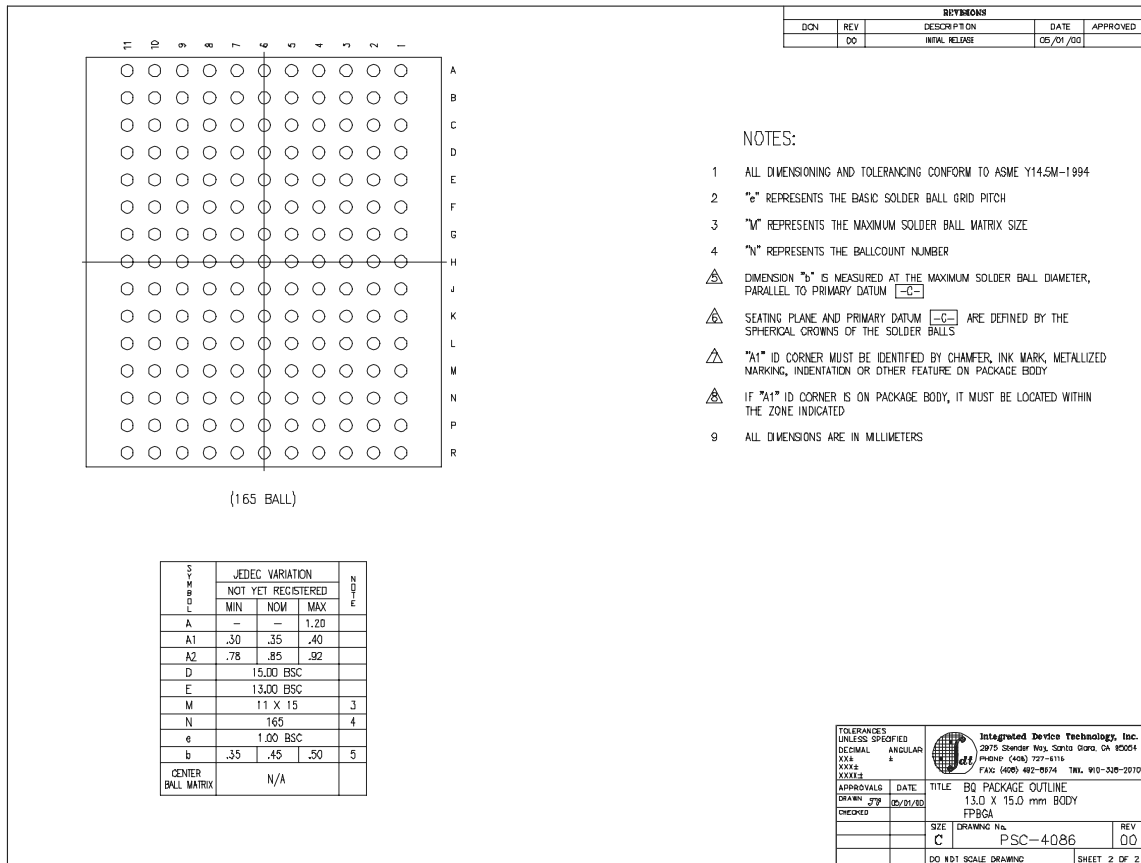 REVISIONS
DCN REV DESCRIPTION DATE APPROVED
00 INITIAL RELEASE 05/01/00
11 10 9 8 7 6 5 4 3 2 1
A
B
C
D
E
F
G
H
J
K
L
M
N
P
R
(165 BALL)
NOTES:
1 ALL DIMENSIONING AND TOLERANCING CONFORM TO ASME Y14.5M-1994
2 "e" REPRESENTS THE BASIC SOLDER BALL GRID PITCH
3 "M" REPRESENTS THE MAXIMUM SOLDER BALL MATRIX SIZE
4 "N" REPRESENTS THE BALLCOUNT NUMBER
5 DIMENSION "b" IS MEASURED AT THE MAXIMUM SOLDER BALL DIAMETER,
PARALLEL TO PRIMARY DATUM -C-
6 SEATING PLANE AND PRIMARY DATUM -C- ARE DEFINED BY THE
SPHERICAL CROWNS OF THE SOLDER BALLS
7 "A1" ID CORNER MUST BE IDENTIFIED BY CHAMFER, INK MARK, METALLIZED
MARKING, INDENTATION OR OTHER FEATURE ON PACKAGE BODY
8 IF "A1" ID CORNER IS ON PACKAGE BODY, IT MUST BE LOCATED WITHIN
THE ZONE INDICATED
9 ALL DIMENSIONS ARE IN MILLIMETERS
SYMBOL JEDEC VARIATION NOTE
NOT YET REGISTERED
MIN NOM MAX
A – – 1.20
A1 .30 .35 .40
A2 .78 .85 .92
D 15.00 BSC
E 13.00 BSC
M 11 X 15 3
N 165 4
e 1.00 BSC
b .35 .45 .50 5
CENTER
BALL MATRIX N/A
TOLERANCES
UNLESS SPECIFIED
DECIMAL ANGULAR
XX± ±
XXX±
XXXX±
idt
Integrated Device Technology, Inc.
2975 Stender Way, Santa Clara, CA 95054
PHONE: (408) 727-6116
FAX: (408) 492-8674 TWX: 910-338-2070
APPROVALS DATE
DRAWN 05/01/00
CHECKED
TITLE BQ PACKAGE OUTLINE
13.0 X 15.0 mm BODY
FPBGA
SIZE DRAWING No. REV
C PSC-4086 00
DO NOT SCALE DRAWING SHEET 2 OF 2